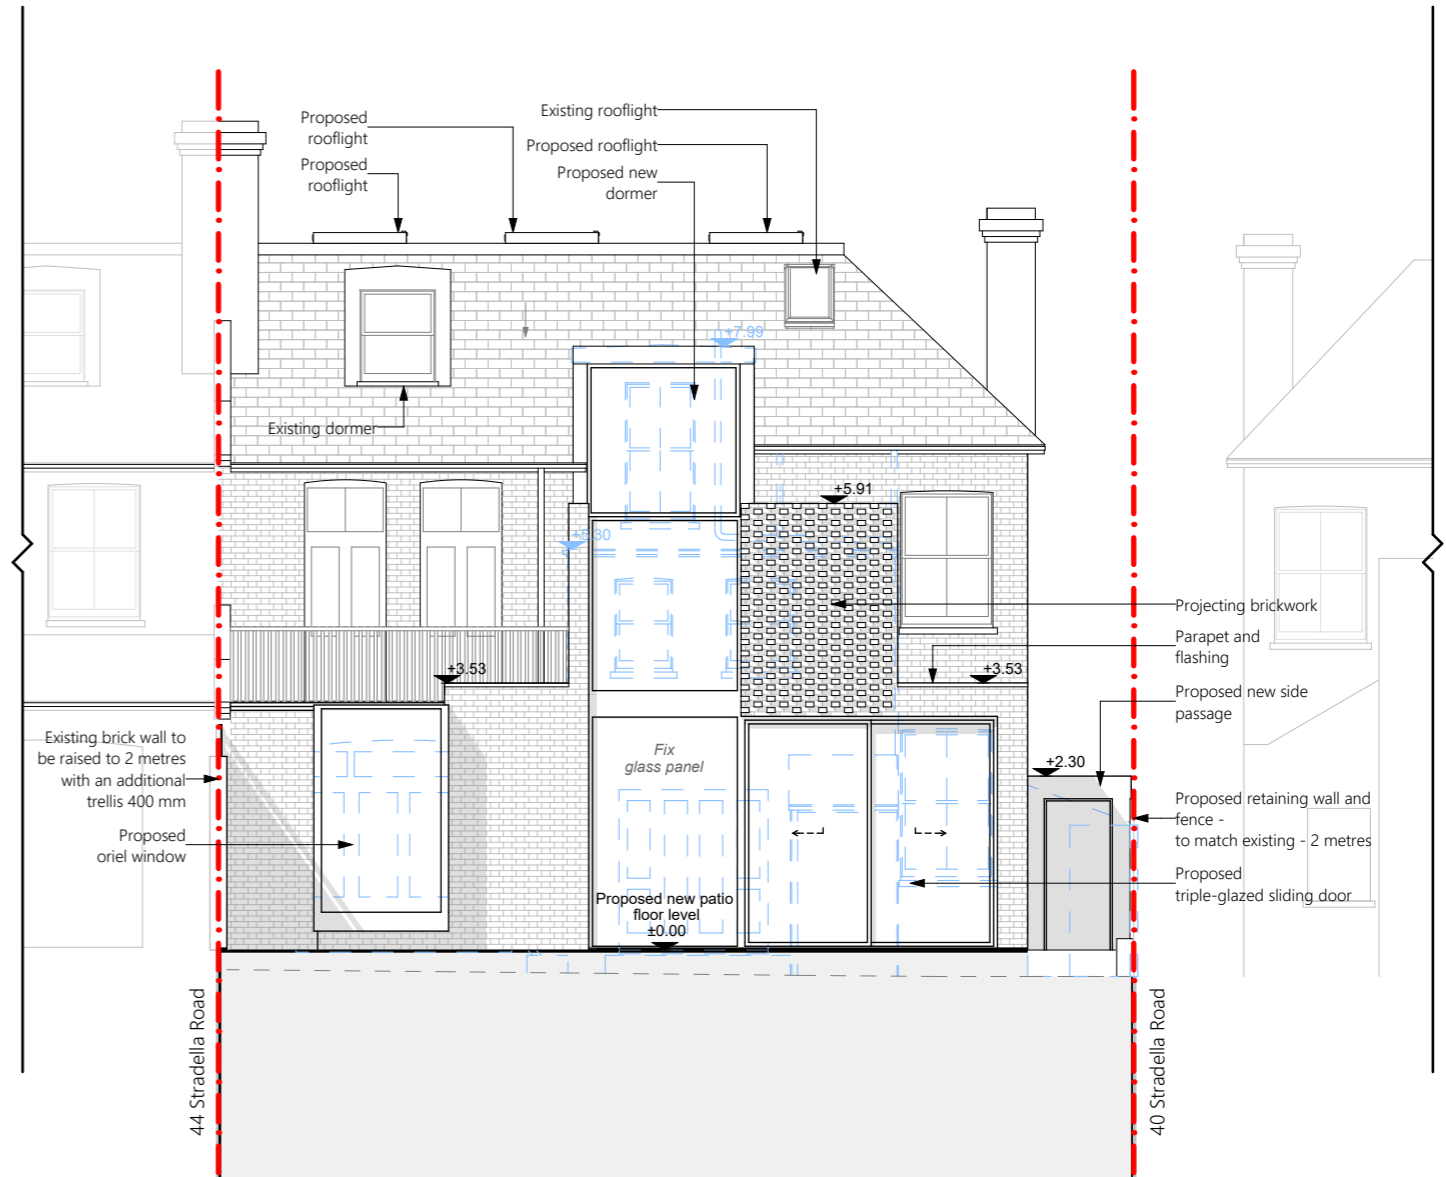 Existing rooflight
Proposed
rooflight
Proposed rooflight
Proposed
rooflight
Proposed new
dormer
+7.99
Existing dormer
+5.91
+5.30
Projecting brickwork
Parapet and
flashing
+3.53
+3.53
Proposed new side
passage
Existing brick wall to
be raised to 2 metres
with an additional
trellis 400 mm
Fix
glass panel
+2.30
Proposed retaining wall and
fence -
to match existing - 2 metres
Proposed
oriel window
Proposed
triple-glazed sliding door
Proposed new patio
floor level
±0.00
44 Stradella Road
40 Stradella Road